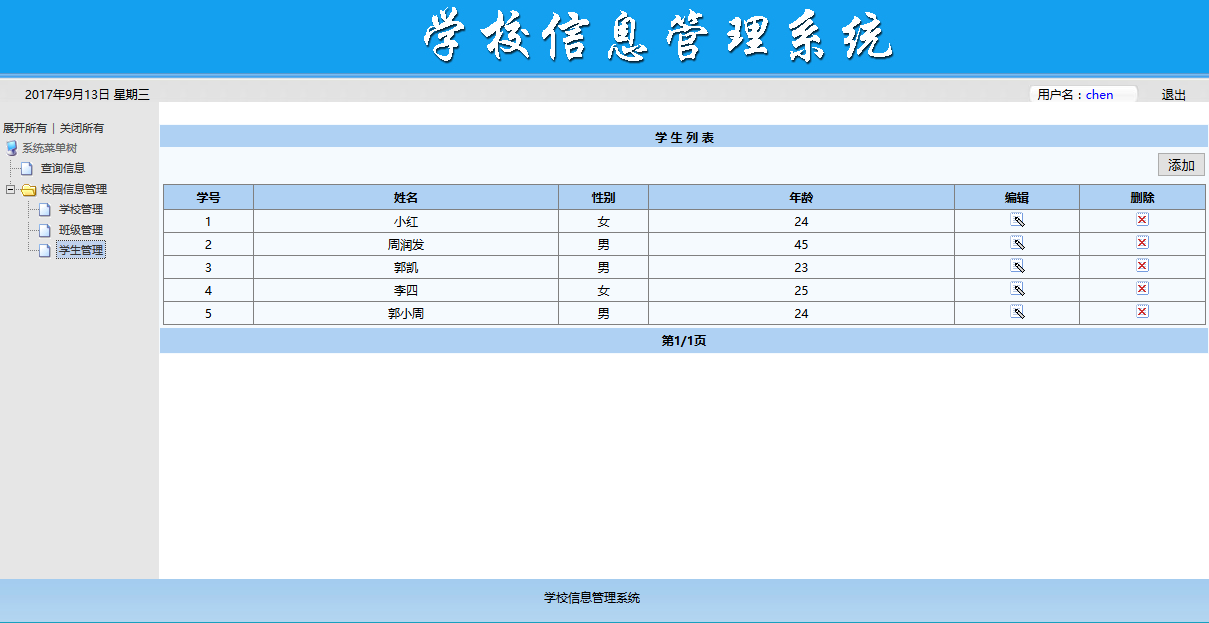 学校信息管理系统
2017年9月13日 星期三 用户名：chen 退出
展开所有 | 关闭所有
系统菜单树
查询信息
校园信息管理
学校管理
班级管理
学生管理
学生列表
添加
学号 姓名 性别 年龄 编辑 删除
1 小红 女 24
2 周润发 男 45
3 郭凯 男 23
4 李四 女 25
5 郭小周 男 24
第1/1页
学校信息管理系统